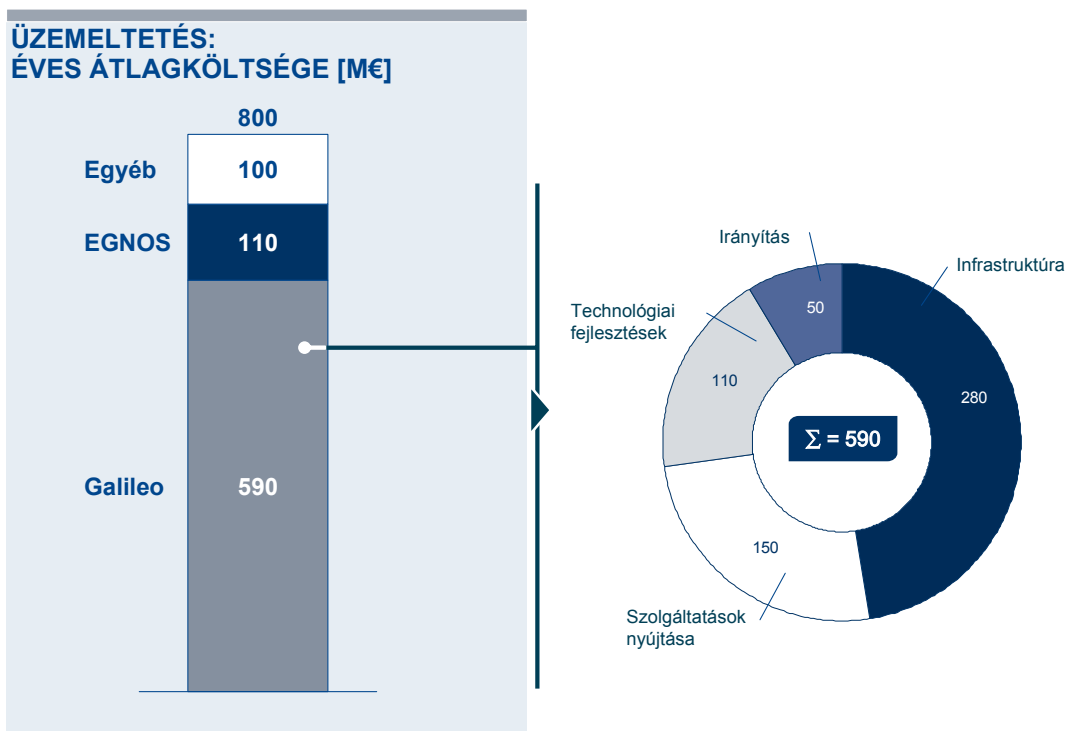 ÜZEMELTETÉS:
ÉVES ÁTLAGKÖLTSÉGE [M€]
800
Egyéb
100
EGNOS
110
Galileo
590
Irányítás
Infrastruktúra
Technológiai
fejlesztések
50
110
280
Σ = 590
150
Szolgáltatások
nyújtása